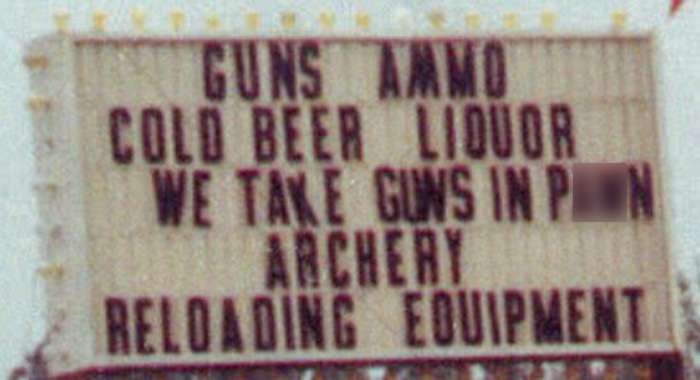 GUNS AMMO
COLD BEER LIQUOR
WE TAKE GUNS IN
ARCHERY
RELOADING EQUIPMENT